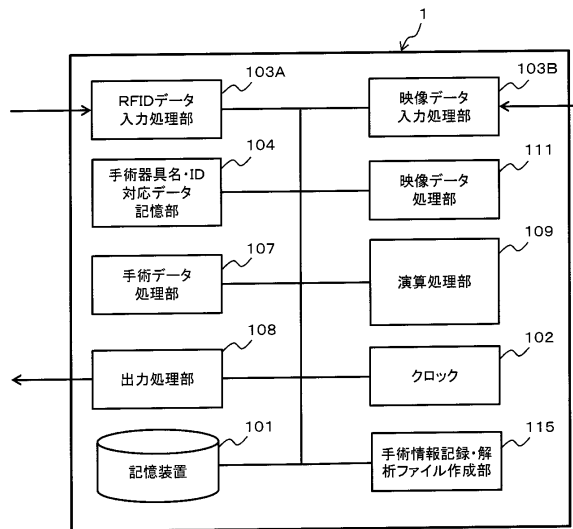 1
103A
RFIDデータ
入力処理部
103B
映像データ
入力処理部
104
手術器具名・ID
対応データ
記憶部
111
映像データ
処理部
107
手術データ
処理部
109
演算処理部
108
出力処理部
102
クロック
101
記憶装置
115
手術情報記録・解
析ファイル作成部